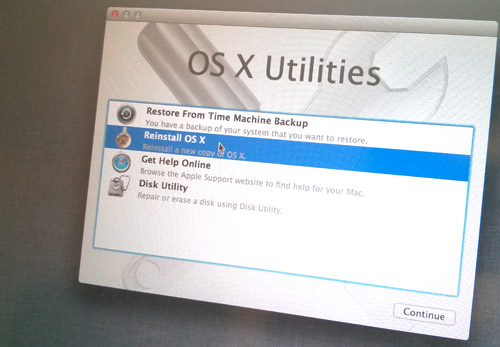 OS X Utilities
Restore From Time Machine Backup
You have a backup of your system that you want to restore.
Reinstall OS X
Reinstall a new copy of OS X.
Get Help Online
Browse the Apple Support website to find help for your Mac.
Disk Utility
Repair or erase a disk using Disk Utility.
Continue